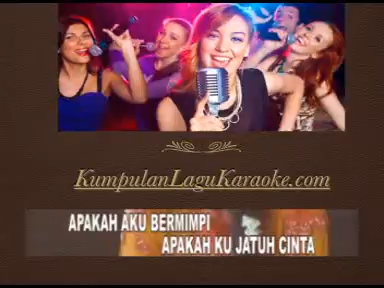 KumpulanLaguKaraoke.com
APAKAH AKU BERMIMPI
APAKAH KU JATUH CINTA